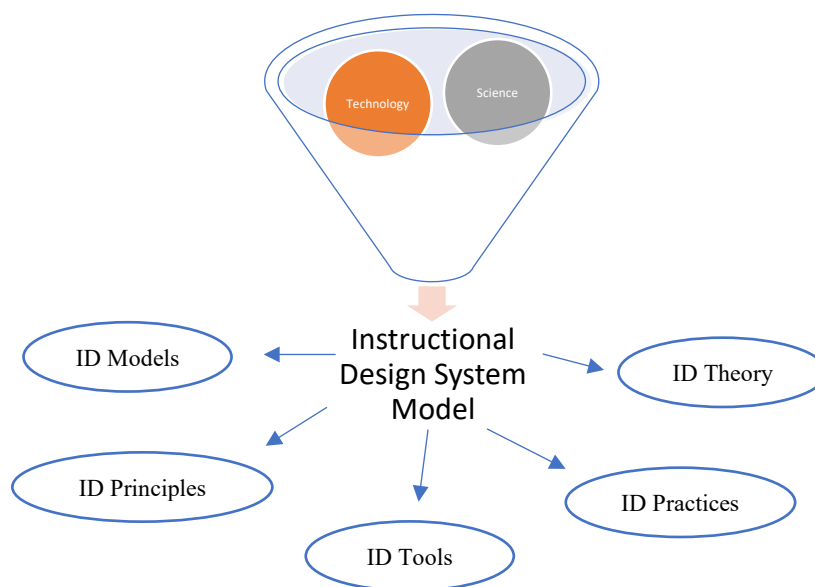 Technology
Science
Instructional
Design System
Model
ID Models
ID Theory
ID Principles
ID Practices
ID Tools